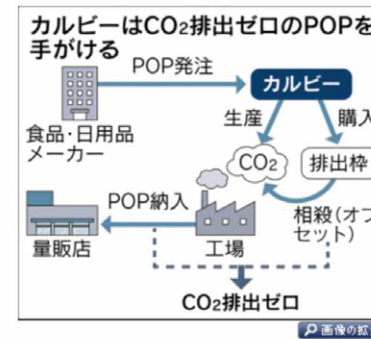 カルビーはCO₂排出ゼロのPOPを
手がける
POP発注
カルビー
食品・日用品
メーカー
生産
購入
CO₂
排出枠
POP納入
相殺(オフ
セット)
量販店
工場
CO₂排出ゼロ
画像の拡